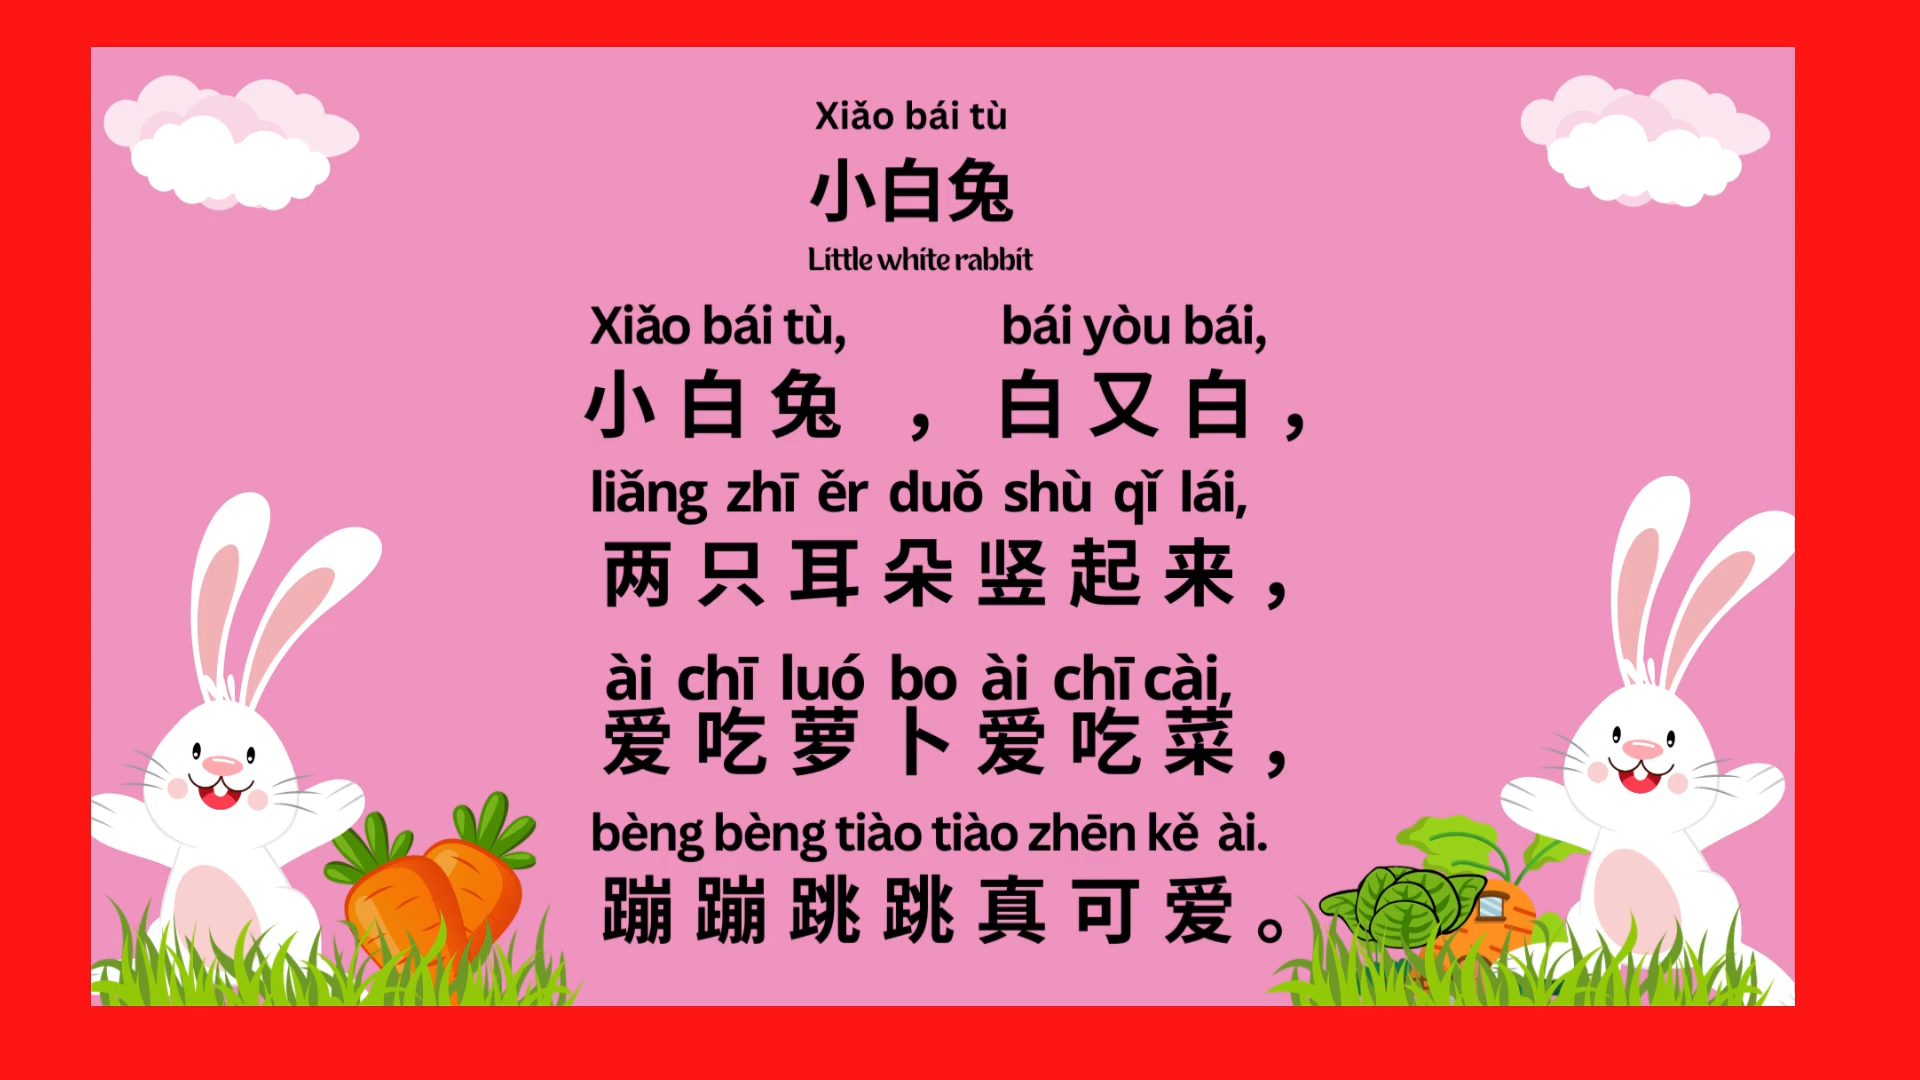 Xiǎo bái tù
小白兔
Little white rabbit
Xiǎo bái tù, bái yòu bái,
小白兔，白又白，
liǎng zhī ěr duǒ shù qǐ lái,
两只耳朵竖起来，
ài chī luó bo ài chī cài,
爱吃萝卜爱吃菜，
bèng bèng tiào tiào zhēn kě ài.
蹦蹦跳跳真可爱。